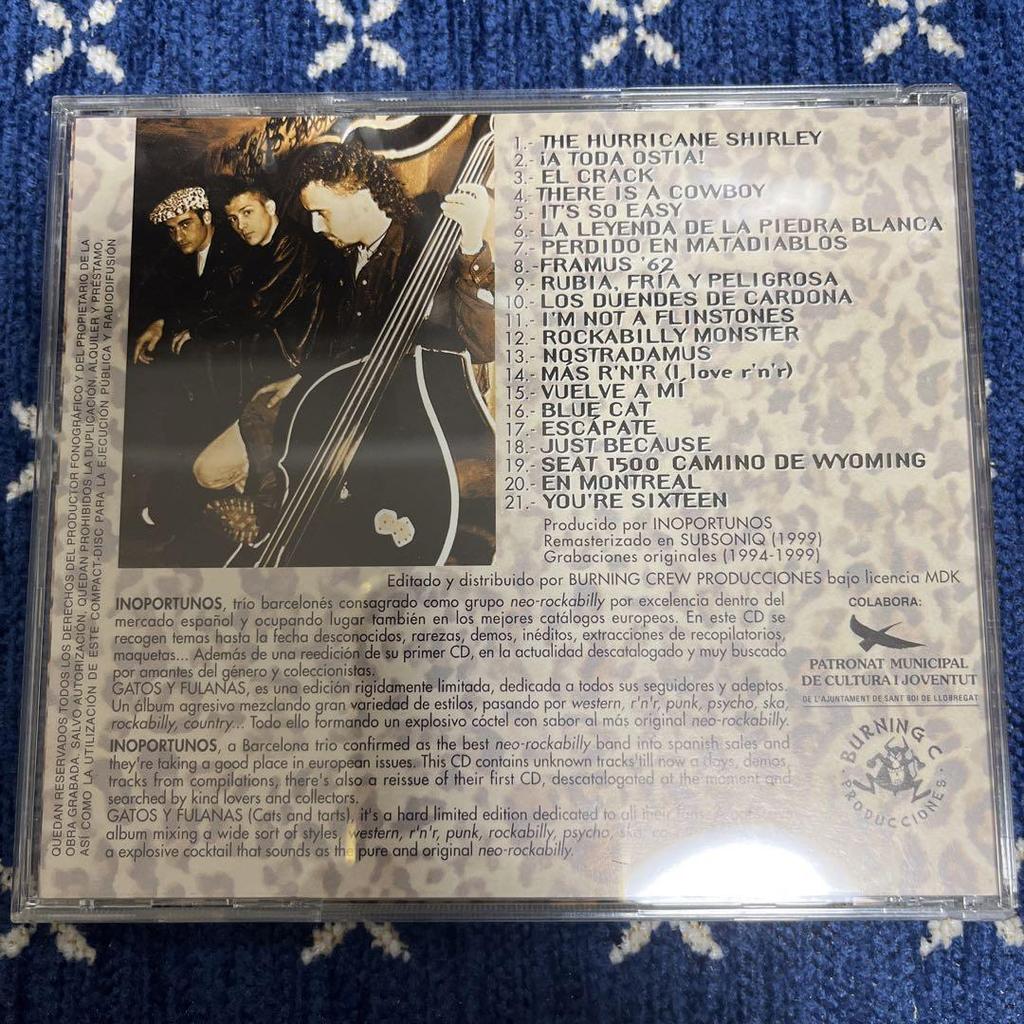 1.- THE HURRICANE SHIRLEY
2.- ¡A TODA OSTIA!
3.- EL CRACK
4.- THERE IS A COWBOY
5.- IT'S SO EASY
6.- LA LEYENDA DE LA PIEDRA BLANCA
7.- PERDIDO EN MATADIABLOS
8.- FRAMUS '62
9.- RUBIA, FRÍA Y PELIGROSA
10.- LOS DUENDES DE CARDONA
11.- I'M NOT A FLINSTONES
12.- ROCKABILLY MONSTER
13.- NOSTRADAMUS
14.- MÁS R'N'R (I love r'n'r)
15.- VUELVE A MÍ
16.- BLUE CAT
17.- ESCÁPATE
18.- JUST BECAUSE
19.- SEAT 1500 CAMINO DE WYOMING
20.- EN MONTREAL
21.- YOU'RE SIXTEEN
Producido por INOPORTUNOS
Remasterizado en SUBSONIQ (1999)
Grabaciones originales (1994-1999)
Editado y distribuido por BURNING CREW PRODUCCIONES bajo licencia MDK
INOPORTUNOS, trío barcelonés consagrado como grupo neo-rockabilly por excelencia dentro del
mercado español y ocupando lugar también en los mejores catálogos europeos. En este CD se
recogen temas hasta la fecha desconocidos, rarezas, demos, inéditos, extracciones de recopilatorios,
maquetas... Además de una reedición de su primer CD, en la actualidad descatalogado y muy buscado
por amantes del género y coleccionistas.
GATOS Y FULANAS, es una edición rigídamente limitada, dedicada a todos sus seguidores y adeptos.
Un álbum agresivo mezclando gran variedad de estilos, pasando por western, r'n'r, punk, psycho, ska,
rockabilly, country... Todo ello formando un explosivo cóctel con sabor al más original neo-rockabilly.
INOPORTUNOS, a Barcelona trio confirmed as the best neo-rockabilly band into spanish sales and
they're taking a good place in european issues. This CD contains unknown tracks'till now a days, demos,
tracks from compilations, there's also a reissue of their first CD, descatalogated at the moment and
searched by kind lovers and collectors.
GATOS Y FULANAS (Cats and tarts), it's a hard limited edition dedicated to all their
album mixing a wide sort of styles, western, r'n'r, punk, rockabilly, psycho, ska,
a explosive cocktail that sounds as the pure and original neo-rockabilly.
COLABORA:
PATRONAT MUNICIPAL
DE CULTURA I JOVENTUT
DE L'AJUNTAMENT DE SANT BOI DE LLOBREGAT
BURNING C.
PRODUCCIONES
QUEDAN RESERVADOS TODOS LOS DERECHOS DEL PRODUCTOR FONOGRÁFICO Y DEL PROPIETARIO DE LA
OBRA GRABADA. SALVO AUTORIZACIÓN, QUEDAN PROHIBIDOS LA DUPLICACIÓN, ALQUILER Y PRÉSTAMO,
ASÍ COMO LA UTILIZACIÓN DE ESTE COMPACT-DISC PARA LA EJECUCIÓN PÚBLICA Y RADIODIFUSIÓN